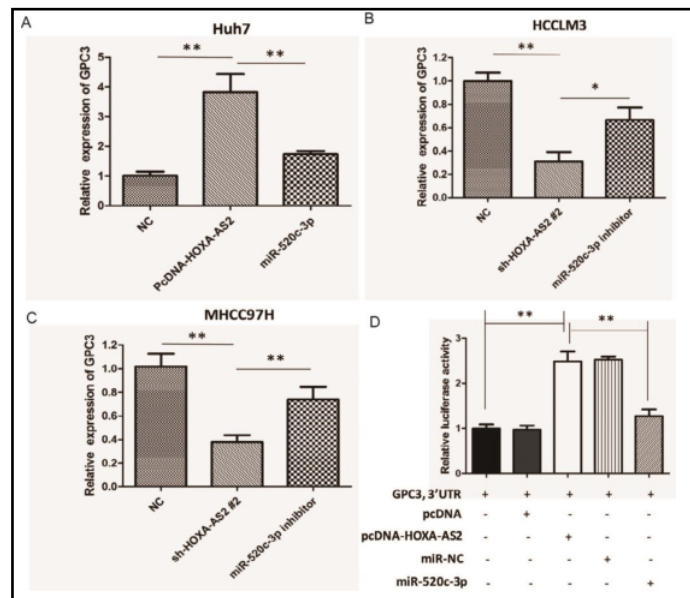 A
Huh7
** **
Relative expression of GPC3
6
4
2
0
NC
PcDNA-HOXA-AS2
miR-520c-3p
B
HCCLM3
**
*
Relative expression of GPC3
1.2
1.0
0.8
0.6
0.4
0.2
0.0
NC
sh-HOXA-AS2 #2
miR-520c-3p inhibitor
C
MHCC97H
**
**
Relative expression of GPC3
1.2
1.0
0.8
0.6
0.4
0.2
0.0
NC
sh-HOXA-AS2 #2
miR-520c-3p inhibitor
D
** **
Relative luciferase activity
3
2
1
0
GPC3, 3'UTR + + + + +
pcDNA - + - - -
pcDNA-HOXA-AS2 - - + - -
miR-NC - - - + -
miR-520c-3p - - - - +